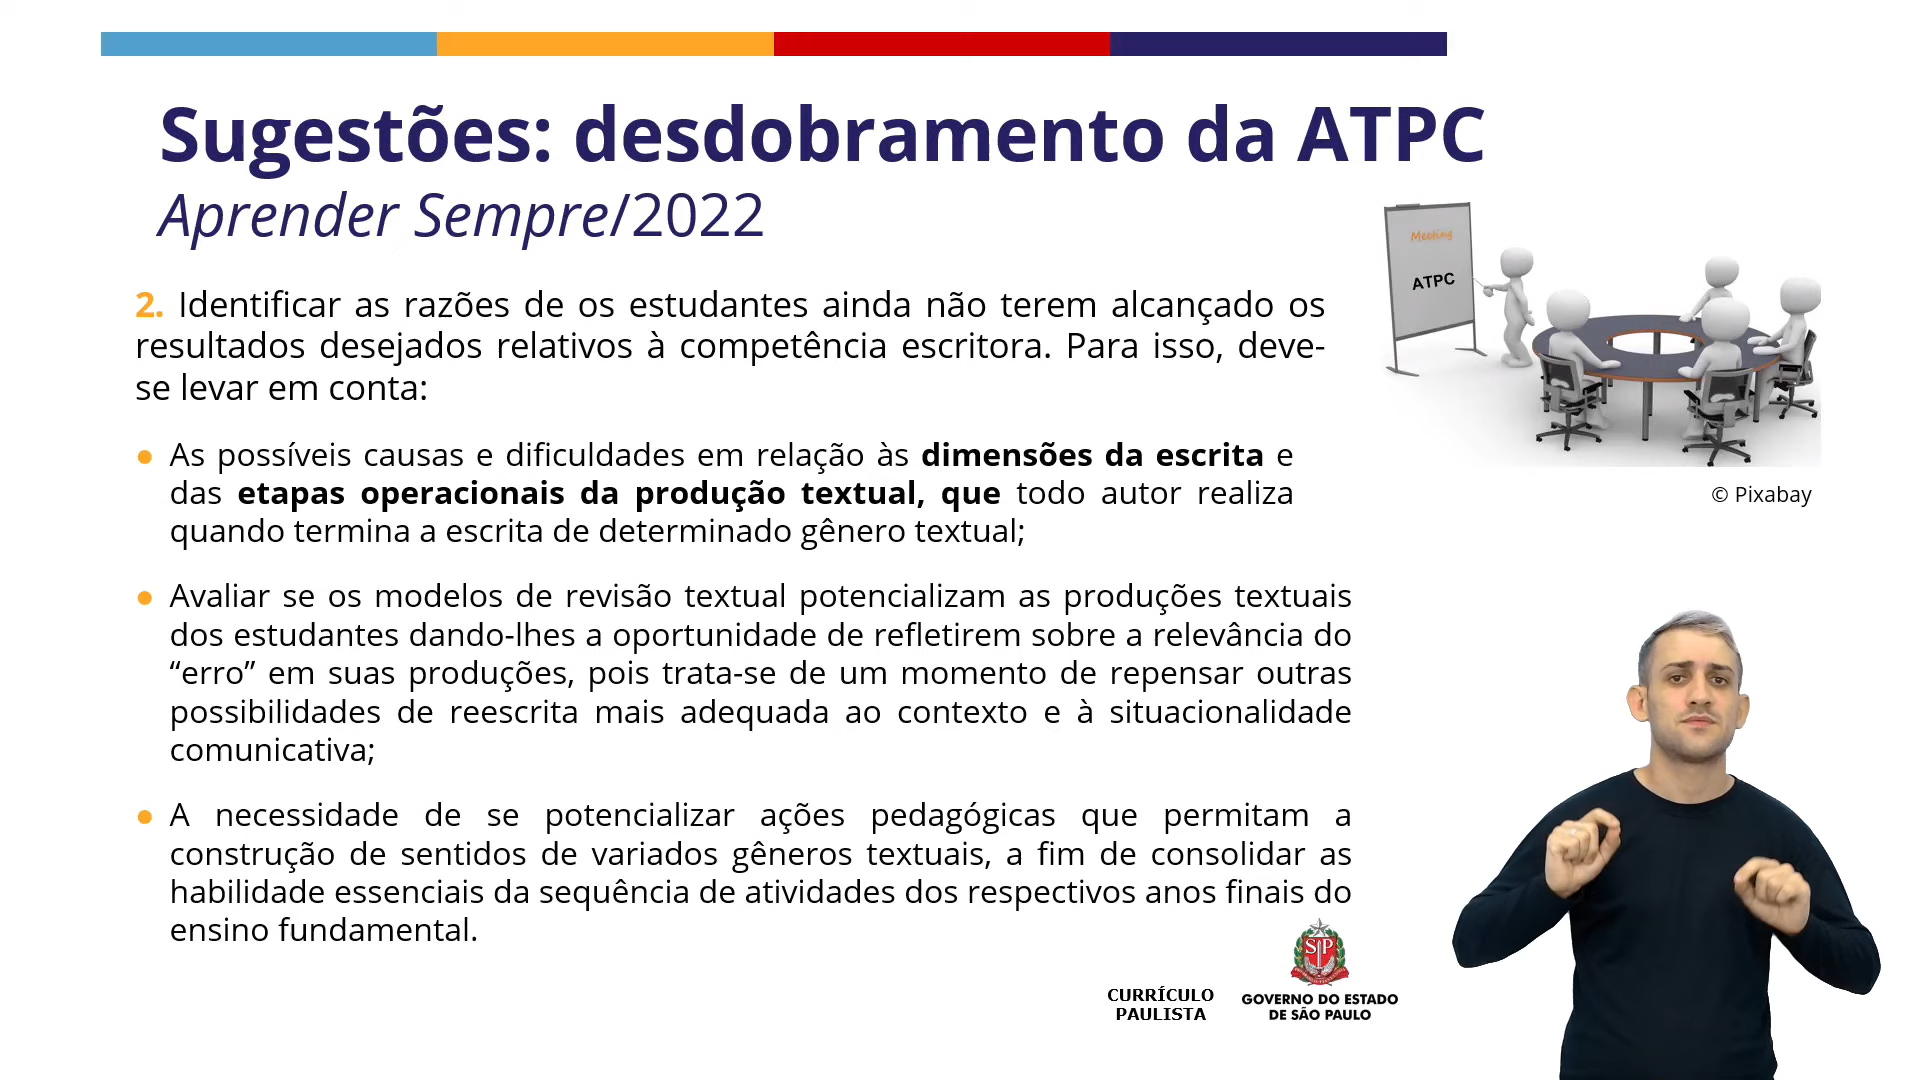 Sugestões: desdobramento da ATPC
Aprender Sempre/2022
Meeting
ATPC
2. Identificar as razões de os estudantes ainda não terem alcançado os
resultados desejados relativos à competência escritora. Para isso, deve-
se levar em conta:
● As possíveis causas e dificuldades em relação às dimensões da escrita e
das etapas operacionais da produção textual, que todo autor realiza
quando termina a escrita de determinado gênero textual;
© Pixabay
● Avaliar se os modelos de revisão textual potencializam as produções textuais
dos estudantes dando-lhes a oportunidade de refletirem sobre a relevância do
“erro” em suas produções, pois trata-se de um momento de repensar outras
possibilidades de reescrita mais adequada ao contexto e à situacionalidade
comunicativa;
● A necessidade de se potencializar ações pedagógicas que permitam a
construção de sentidos de variados gêneros textuais, a fim de consolidar as
habilidade essenciais da sequência de atividades dos respectivos anos finais do
ensino fundamental.
SP
CURRÍCULO
PAULISTA
GOVERNO DO ESTADO
DE SÃO PAULO